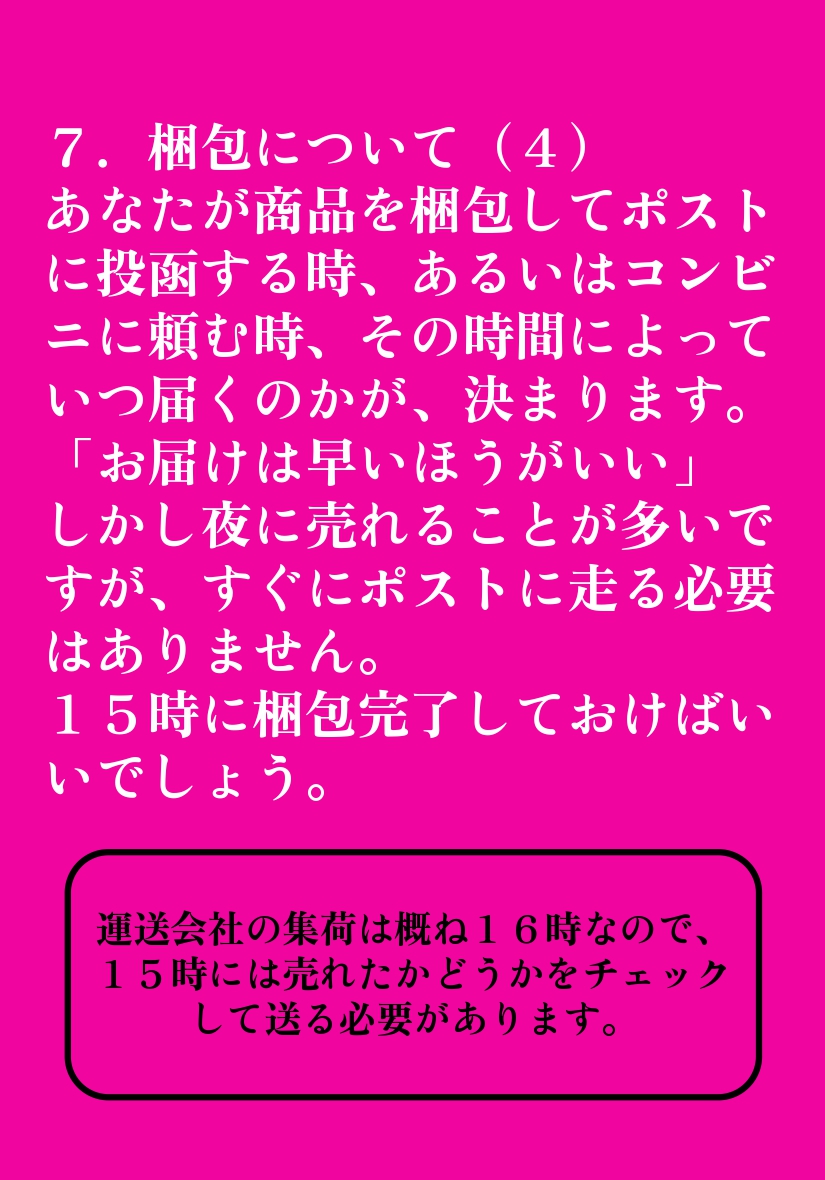 ７．梱包について（４）
あなたが商品を梱包してポスト
に投函する時、あるいはコンビ
ニに頼む時、その時間によって
いつ届くのかが、決まります。
「お届けは早いほうがいい」
しかし夜に売れることが多いで
すが、すぐにポストに走る必要
はありません。
１５時に梱包完了しておけばい
いでしょう。
運送会社の集荷は概ね１６時なので、
１５時には売れたかどうかをチェック
して送る必要があります。